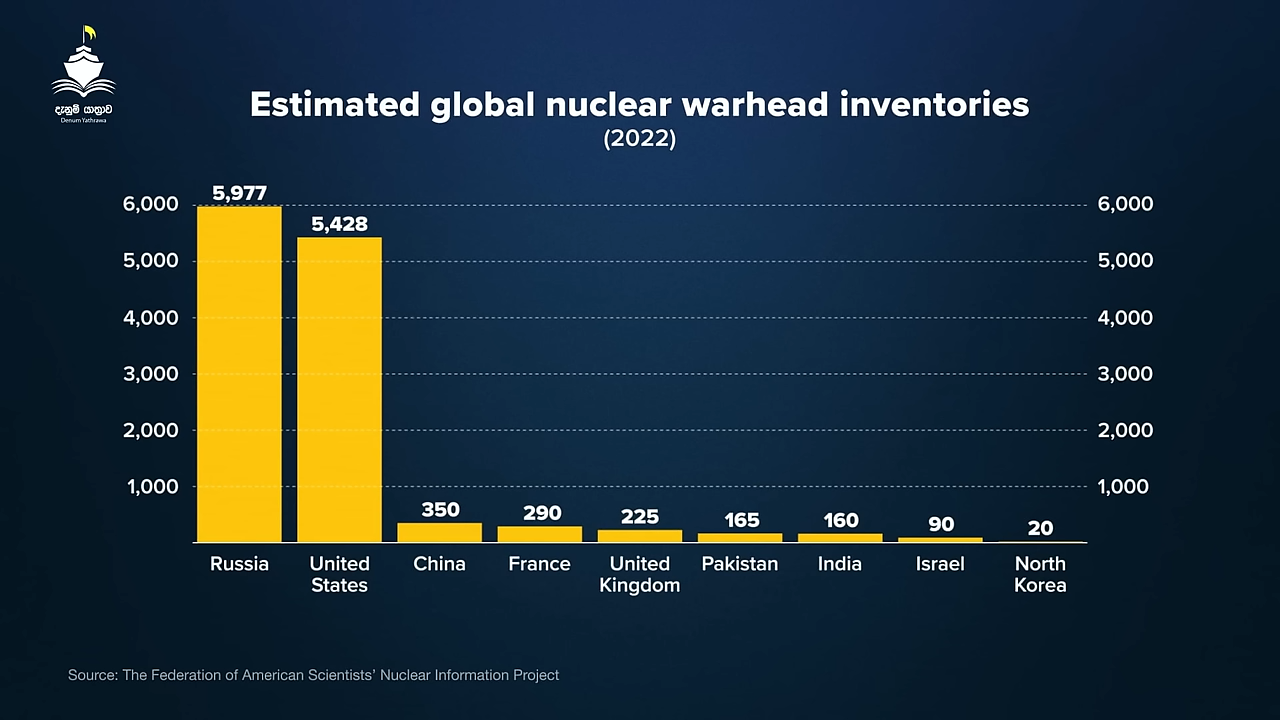 දැනුම් යාත්‍රාව
Denum Yathrawa
Estimated global nuclear warhead inventories
(2022)
5,977
6,000
6,000
5,428
5,000
5,000
4,000
4,000
3,000
3,000
2,000
2,000
1,000
1,000
350
290
225
165
160
90
20
Russia
United
States
China
France
United
Kingdom
Pakistan
India
Israel
North
Korea
Source: The Federation of American Scientists’ Nuclear Information Project